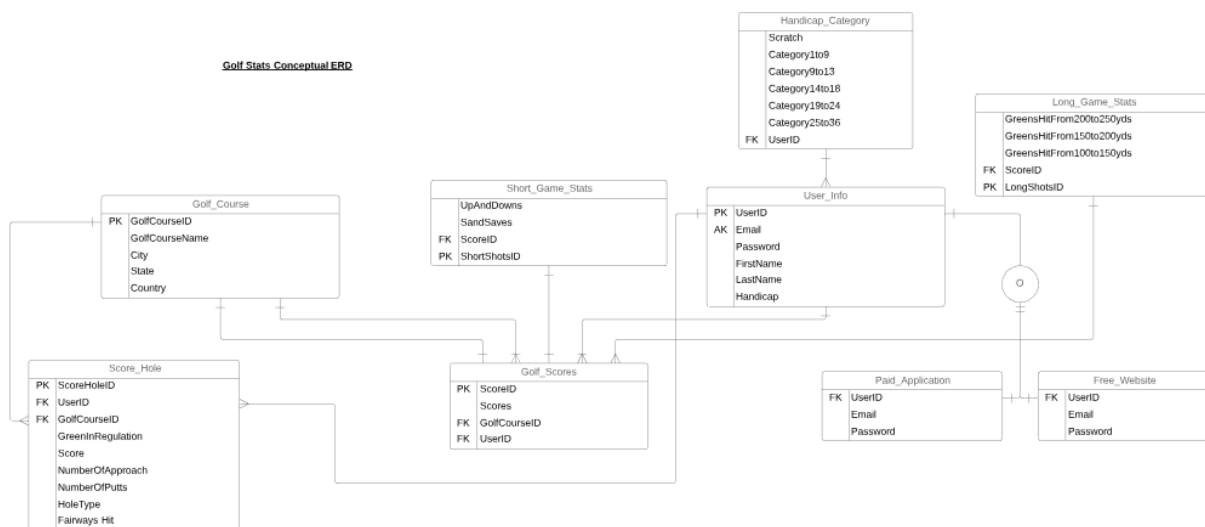 Golf Stats Conceptual ERD
Handicap_Category
Scratch
Category1to9
Category9to13
Category14to18
Category19to24
Category25to36
FK UserID
Long_Game_Stats
GreensHitFrom200to250yds
GreensHitFrom150to200yds
GreensHitFrom100to150yds
FK ScoreID
PK LongShotsID
Short_Game_Stats
UpAndDowns
SandSaves
FK ScoreID
PK ShortShotsID
User_Info
PK UserID
AK Email
Password
FirstName
LastName
Handicap
Golf_Course
PK GolfCourseID
GolfCourseName
City
State
Country
O
Score_Hole
PK ScoreHoleID
FK UserID
FK GolfCourseID
GreenInRegulation
Score
NumberOfApproach
NumberOfPutts
HoleType
Fairways Hit
Golf_Scores
PK ScoreID
Scores
FK GolfCourseID
FK UserID
Paid_Application
FK UserID
Email
Password
Free_Website
FK UserID
Email
Password